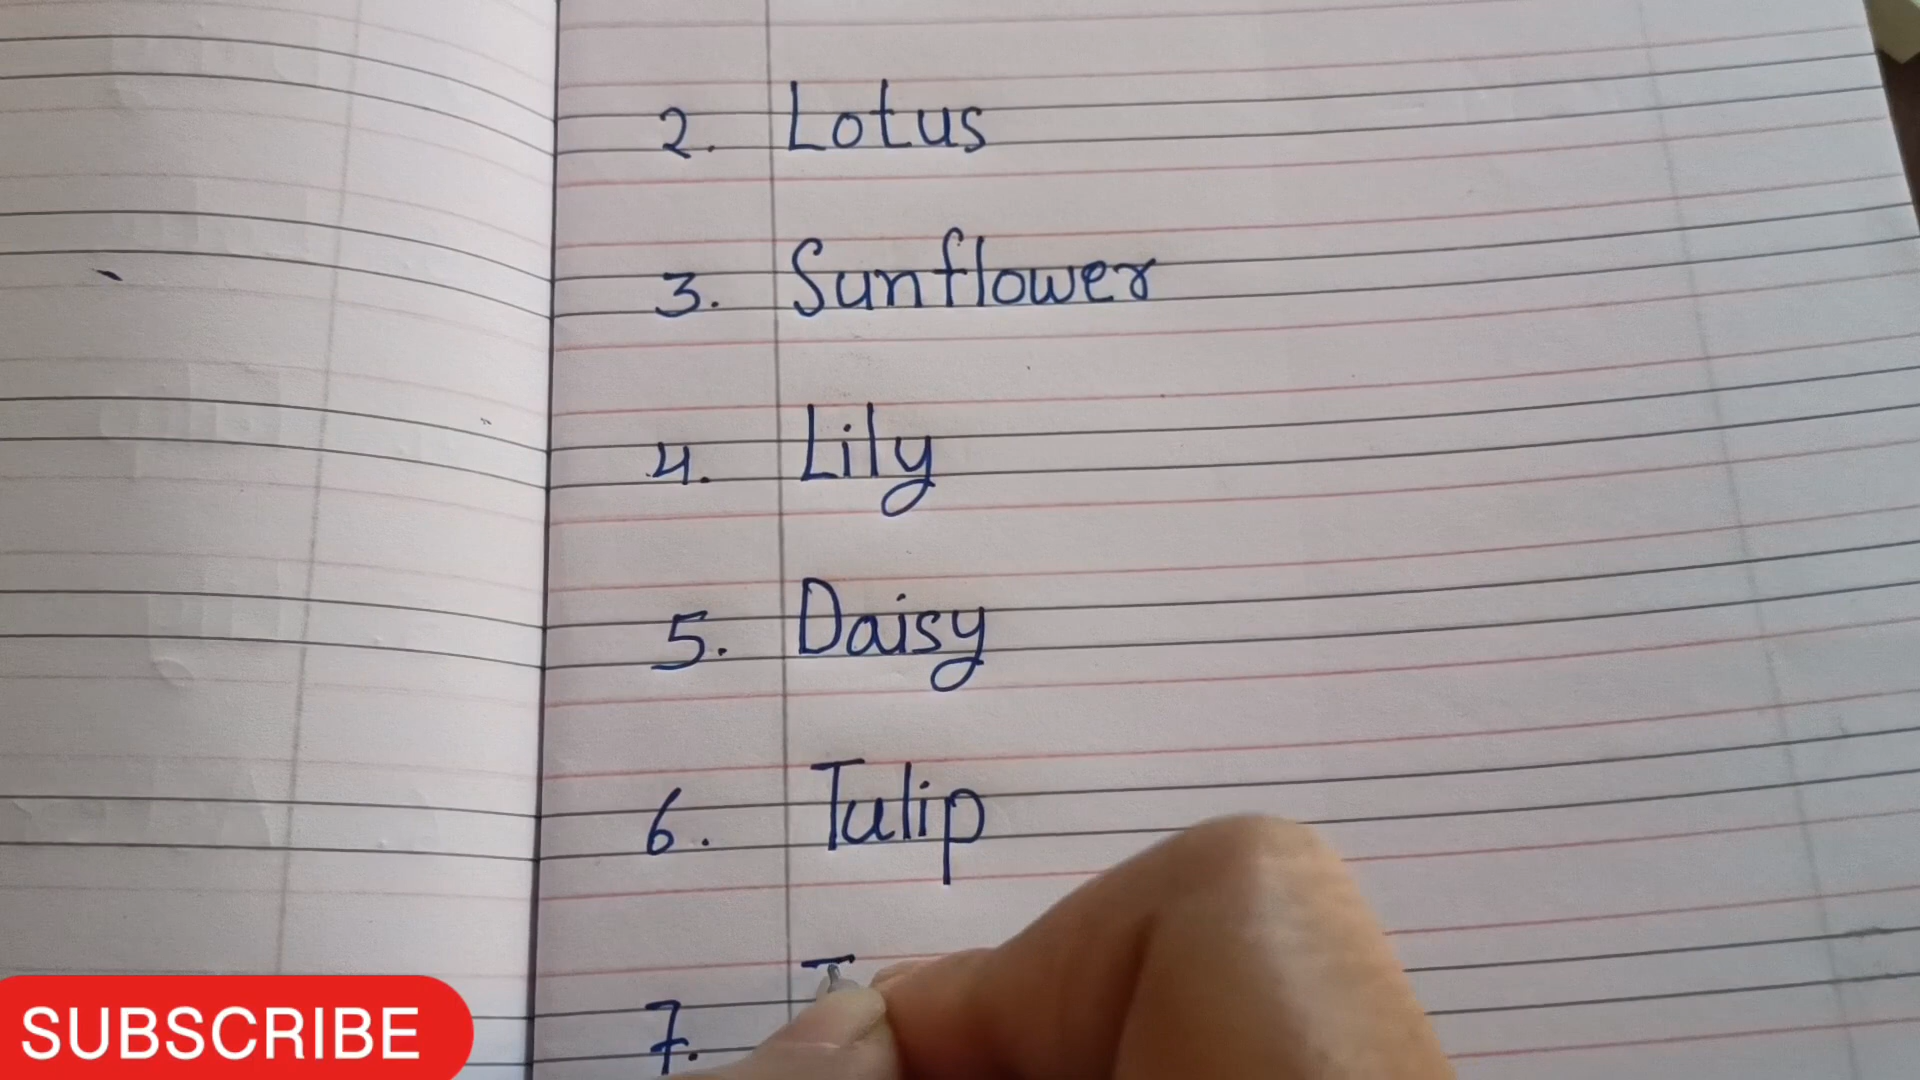 2. Lotus
3. Sunflower
4. Lily
5. Daisy
6. Tulip
7.
SUBSCRIBE